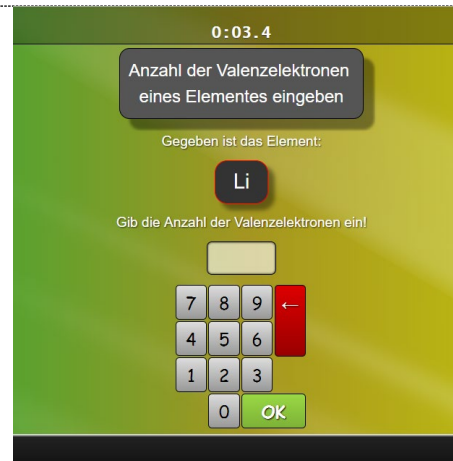 0:03.4
Anzahl der Valenzelektronen
eines Elementes eingeben
Gegeben ist das Element:
Li
Gib die Anzahl der Valenzelektronen ein!
7 8 9 ←
4 5 6
1 2 3
0 OK